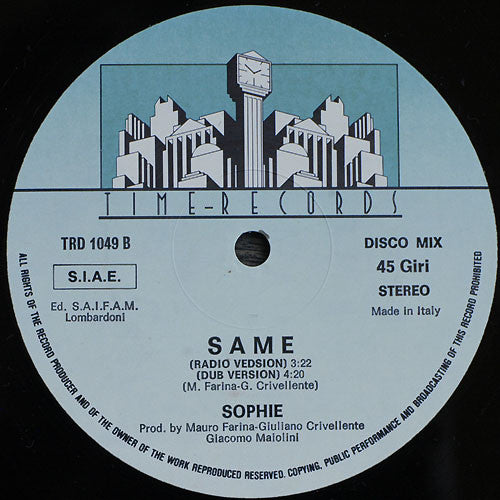 TIME-RECORDS
TRD 1049 B
DISCO MIX
S.I.A.E.
45 Giri
STEREO
Ed. S.A.I.F.A.M.
Lombardoni
Made in Italy
SAME
(RADIO VEDSION) 3:22
(DUB VERSION) 4:20
(M. Farina-G. Crivellente)
SOPHIE
Prod. by Mauro Farina-Giuliano Crivellente
Giacomo Maiolini
ALL RIGHTS OF THE RECORD PRODUCER AND OF THE OWNER OF THE WORK REPRODUCED RESERVED. COPYING, PUBLIC PERFORMANCE AND BROADCASTING OF THIS RECORD PROHIBITED